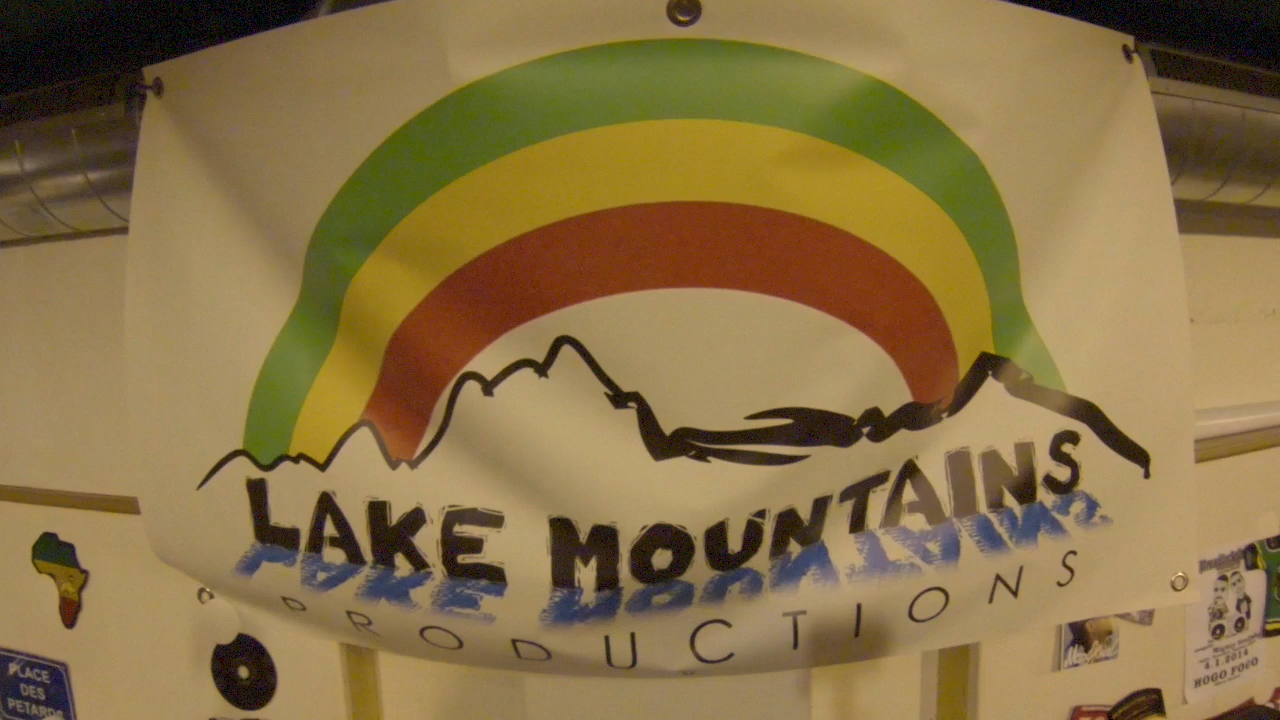 LAKE MOUNTAINS
PRODUCTIONS
PLACE
DES
PETARDS
4.1.2014
HOGO FOGO